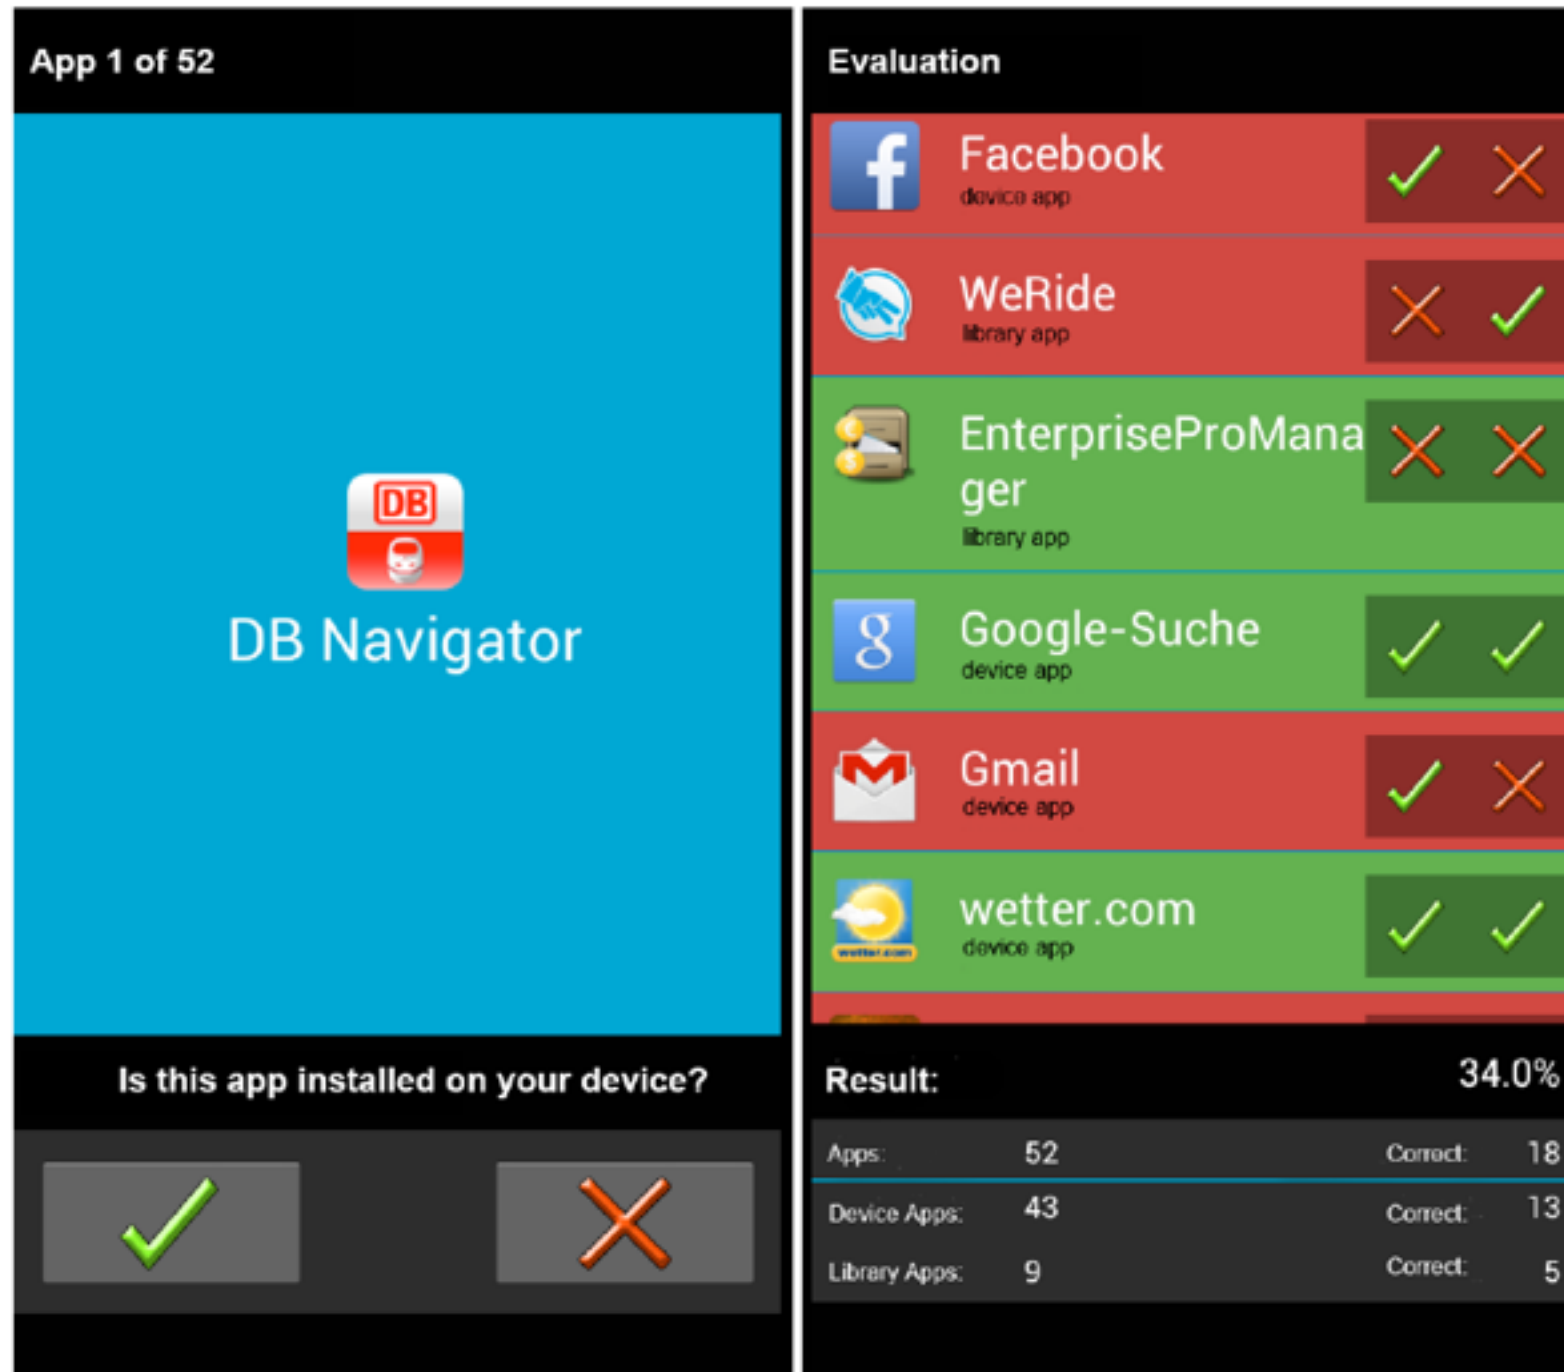 App 1 of 52
DB
DB Navigator
Is this app installed on your device?
Evaluation
f
Facebook
device app
WeRide
library app
EnterpriseProMana
ger
library app
g
Google-Suche
device app
Gmail
device app
wetter.com
wetter.com
device app
Result: 34.0%
Apps: 52 Correct: 18
Device Apps: 43 Correct: 13
Library Apps: 9 Correct: 5